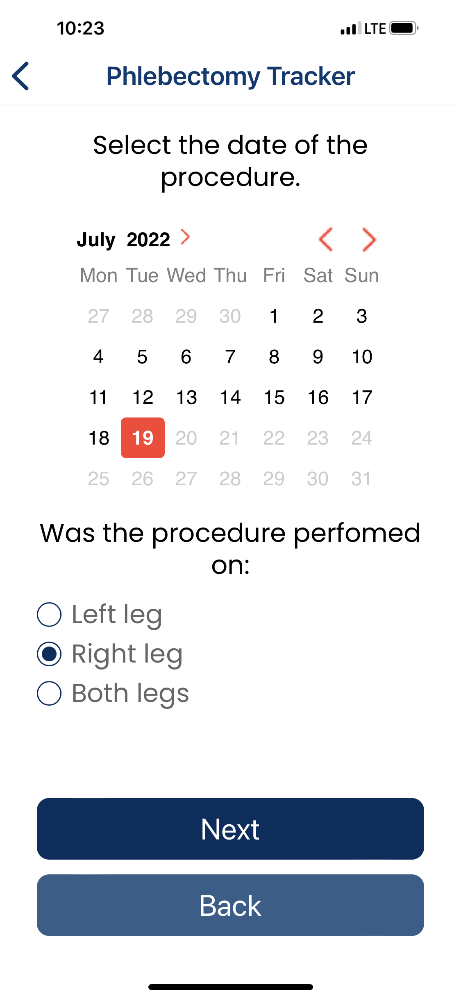 10:23 LTE
Phlebectomy Tracker
Select the date of the
procedure.
July 2022
Mon Tue Wed Thu Fri Sat Sun
27 28 29 30 1 2 3
4 5 6 7 8 9 10
11 12 13 14 15 16 17
18 19 20 21 22 23 24
25 26 27 28 29 30 31
Was the procedure perfomed
on:
Left leg
Right leg
Both legs
Next
Back